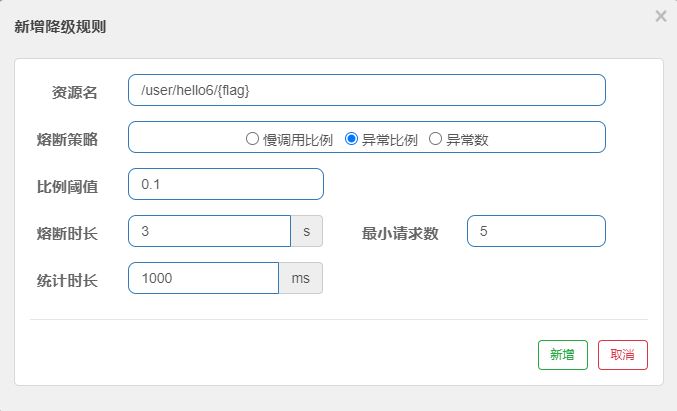 新增降级规则
×
资源名 /user/hello6/{flag}
熔断策略 慢调用比例 异常比例 异常数
比例阈值 0.1
熔断时长 3 s 最小请求数 5
统计时长 1000 ms
新增 取消